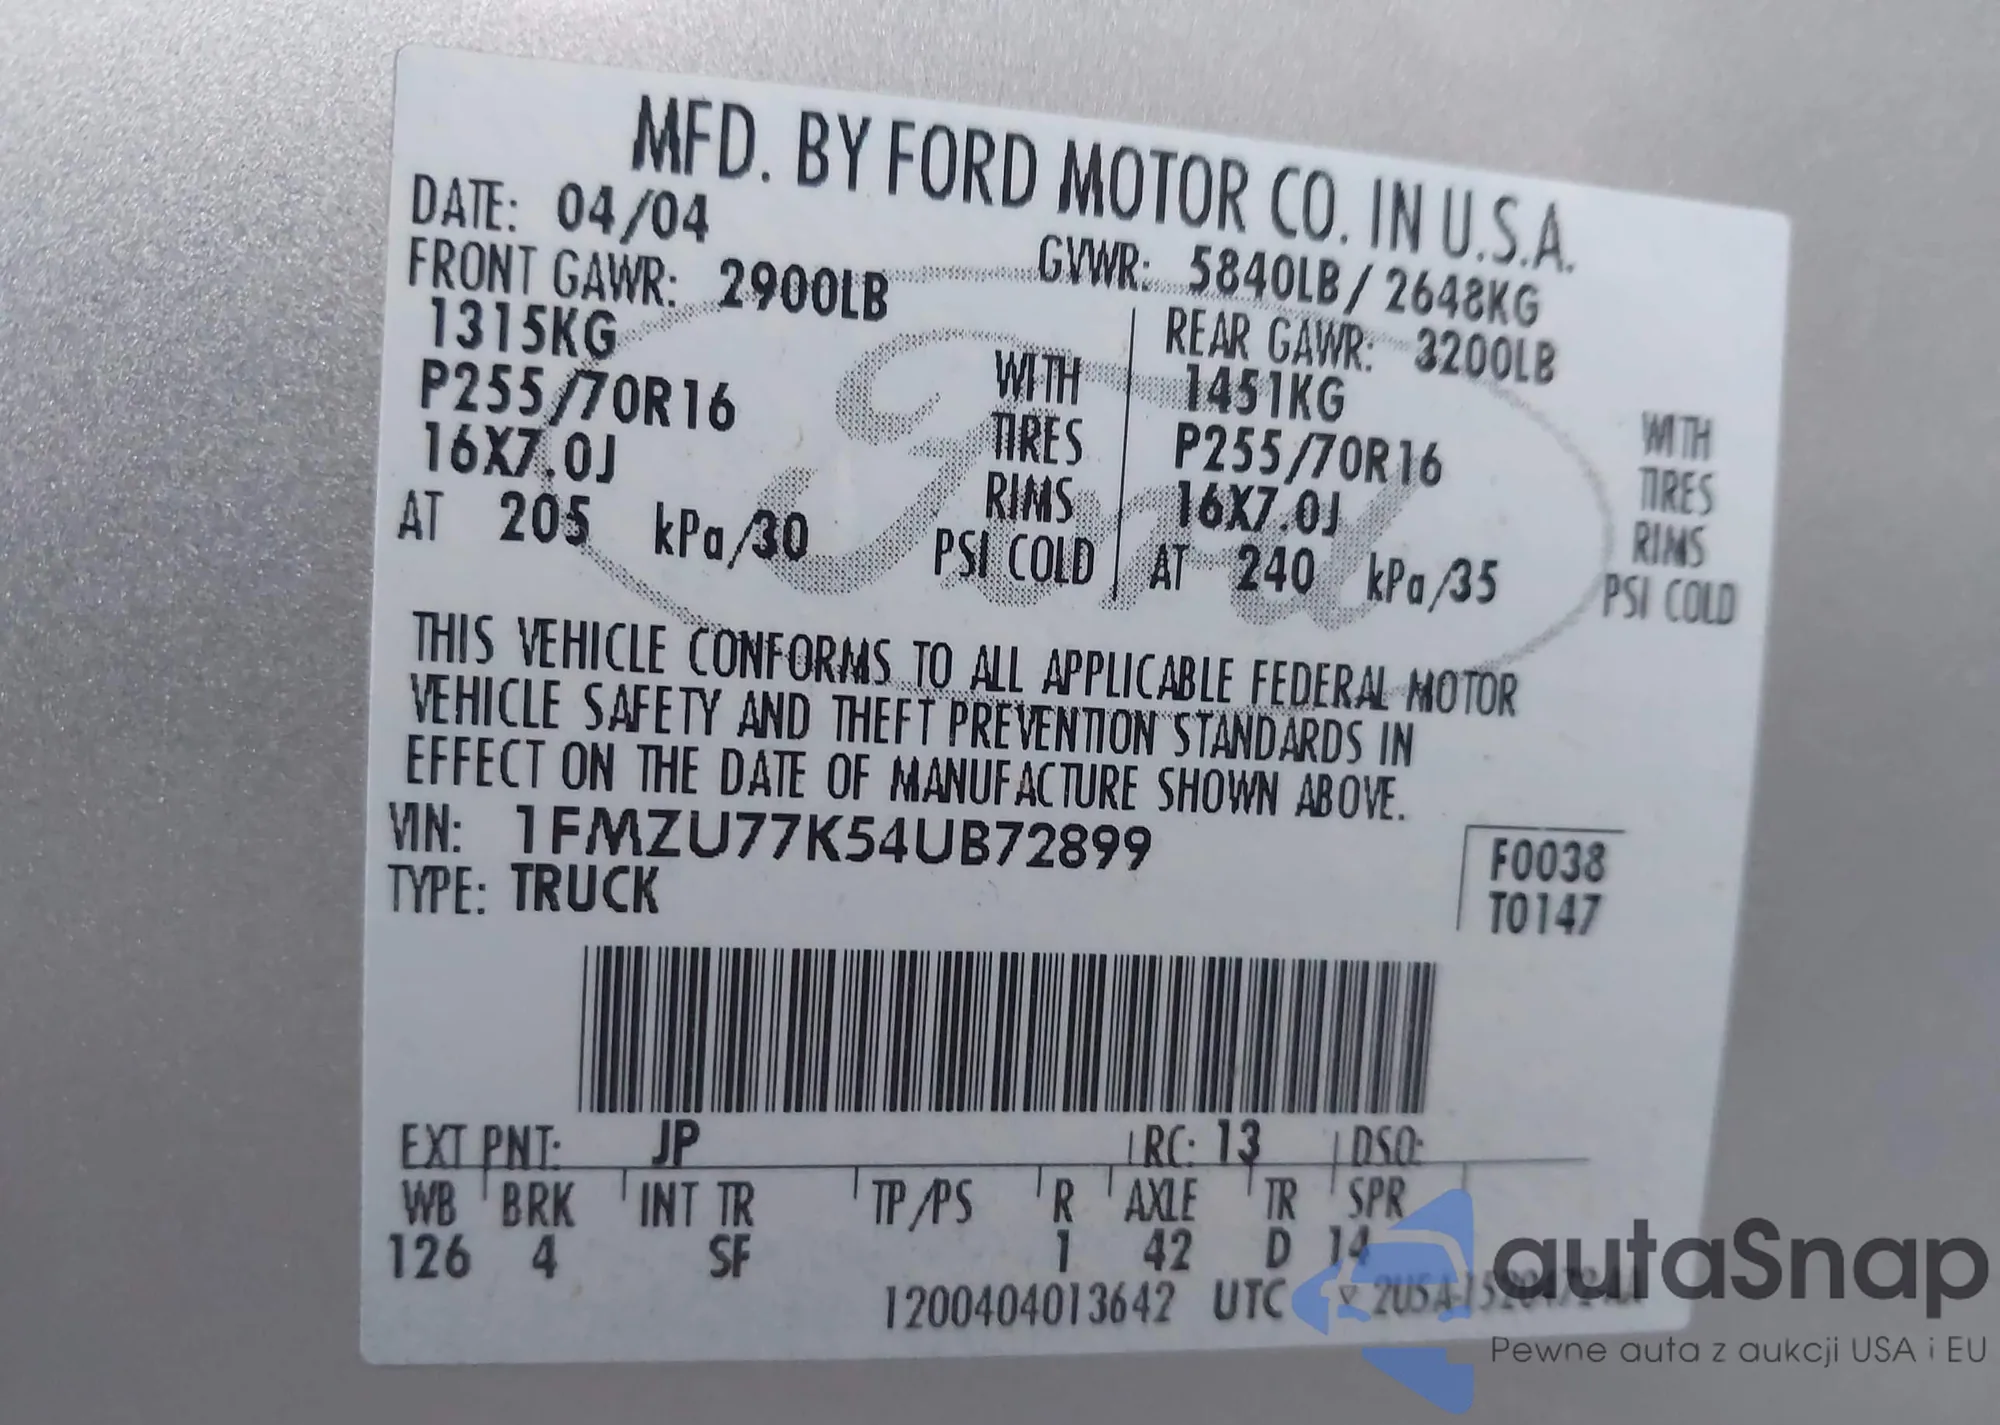 MFD. BY FORD MOTOR CO. IN U.S.A.
DATE: 04/04 GVWR: 5840LB / 2648KG
FRONT GAWR: 2900LB REAR GAWR: 3200LB
1315KG WITH 1451KG WITH
P255/70R16 TIRES P255/70R16 TIRES
16X7.0J RIMS 16X7.0J RIMS
AT 205 kPa/30 PSI COLD AT 240 kPa/35 PSI COLD
Ford
THIS VEHICLE CONFORMS TO ALL APPLICABLE FEDERAL MOTOR
VEHICLE SAFETY AND THEFT PREVENTION STANDARDS IN
EFFECT ON THE DATE OF MANUFACTURE SHOWN ABOVE.
VIN: 1FMZU77K54UB72899 F0038
TYPE: TRUCK T0147
EXT PNT: JP RC: 13 DSO:
WB BRK INT TR TP/PS R AXLE TR SPR
126 4 SF 1 42 D 14
1200404013642 UTC
autaSnap
Pewne auta z aukcji USA i EU